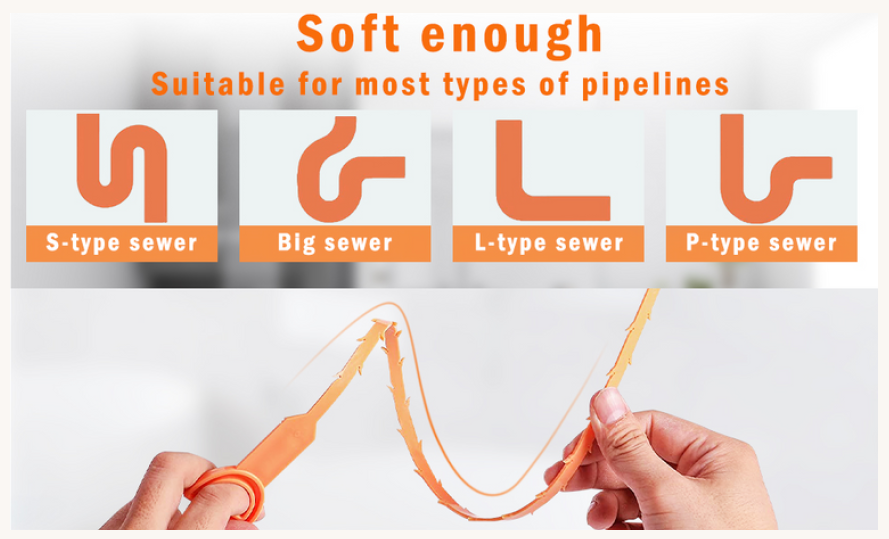 Soft enough
Suitable for most types of pipelines
S-type sewer
Big sewer
L-type sewer
P-type sewer